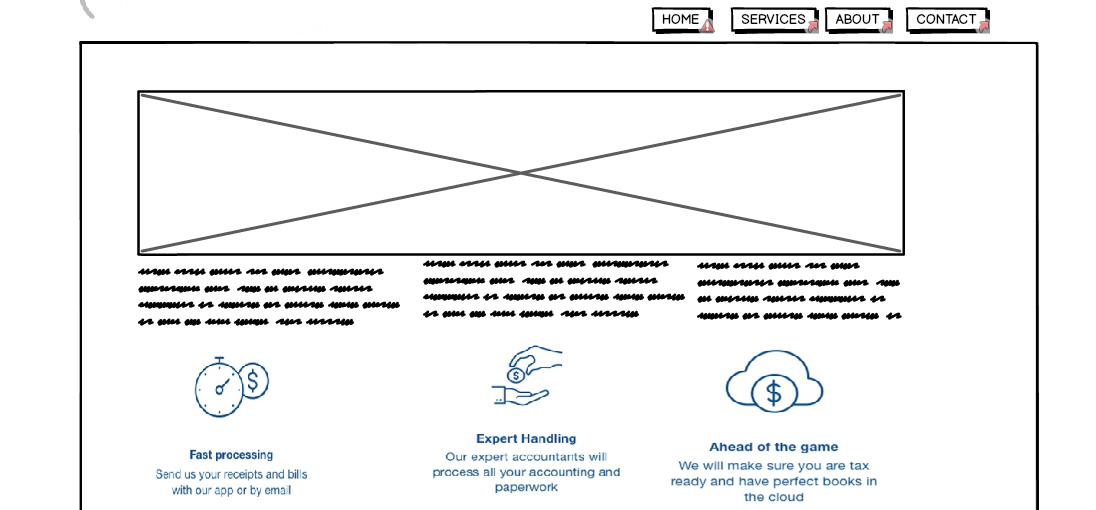 HOME
SERVICES
ABOUT
CONTACT
Fast processing
Send us your receipts and bills
with our app or by email
Expert Handling
Our expert accountants will
process all your accounting and
paperwork
Ahead of the game
We will make sure you are tax
ready and have perfect books in
the cloud